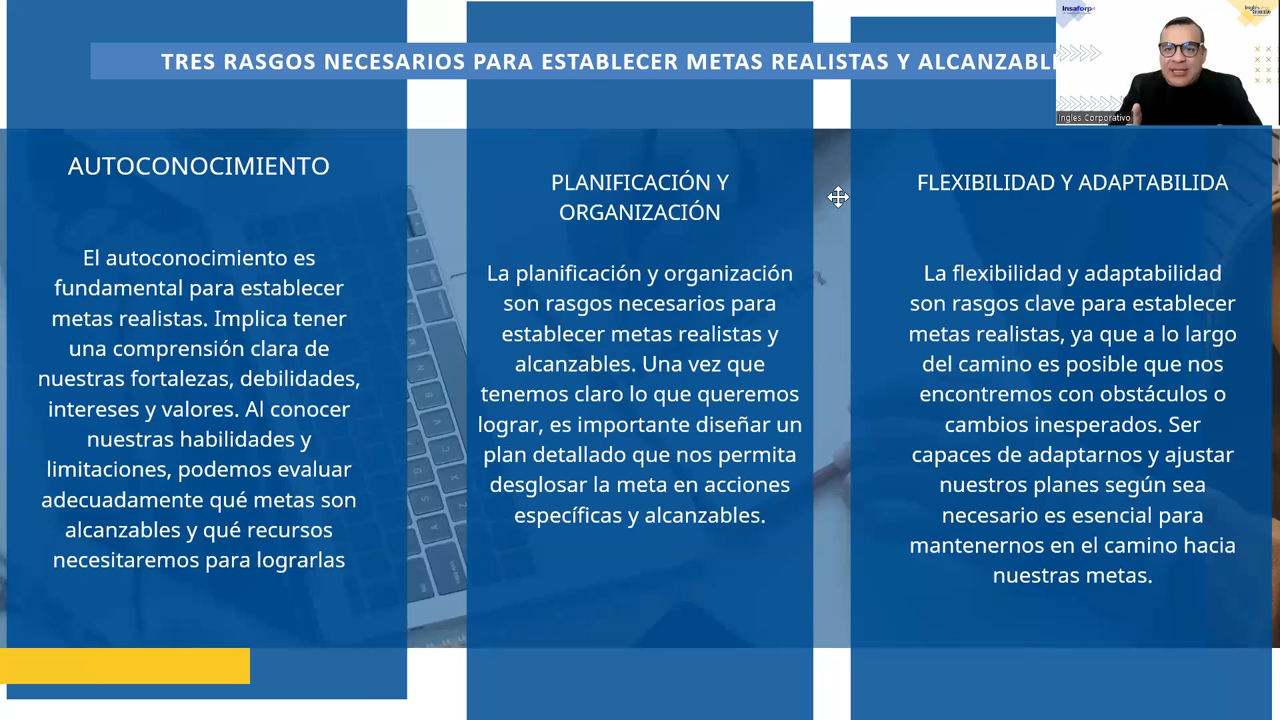 TRES RASGOS NECESARIOS PARA ESTABLECER METAS REALISTAS Y ALCANZABL
Insaforp
Ingles Corporativo
AUTOCONOCIMIENTO
El autoconocimiento es
fundamental para establecer
metas realistas. Implica tener
una comprensión clara de
nuestras fortalezas, debilidades,
intereses y valores. Al conocer
nuestras habilidades y
limitaciones, podemos evaluar
adecuadamente qué metas son
alcanzables y qué recursos
necesitaremos para lograrlas
PLANIFICACIÓN Y
ORGANIZACIÓN
La planificación y organización
son rasgos necesarios para
establecer metas realistas y
alcanzables. Una vez que
tenemos claro lo que queremos
lograr, es importante diseñar un
plan detallado que nos permita
desglosar la meta en acciones
específicas y alcanzables.
FLEXIBILIDAD Y ADAPTABILIDA
La flexibilidad y adaptabilidad
son rasgos clave para establecer
metas realistas, ya que a lo largo
del camino es posible que nos
encontremos con obstáculos o
cambios inesperados. Ser
capaces de adaptarnos y ajustar
nuestros planes según sea
necesario es esencial para
mantenernos en el camino hacia
nuestras metas.